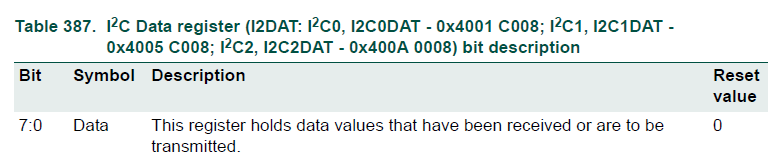 Table 387. I²C Data register (I2DAT: I²C0, I2C0DAT - 0x4001 C008; I²C1, I2C1DAT -
0x4005 C008; I²C2, I2C2DAT - 0x400A 0008) bit description
Bit Symbol Description Reset
value
7:0 Data This register holds data values that have been received or are to be 0
transmitted.